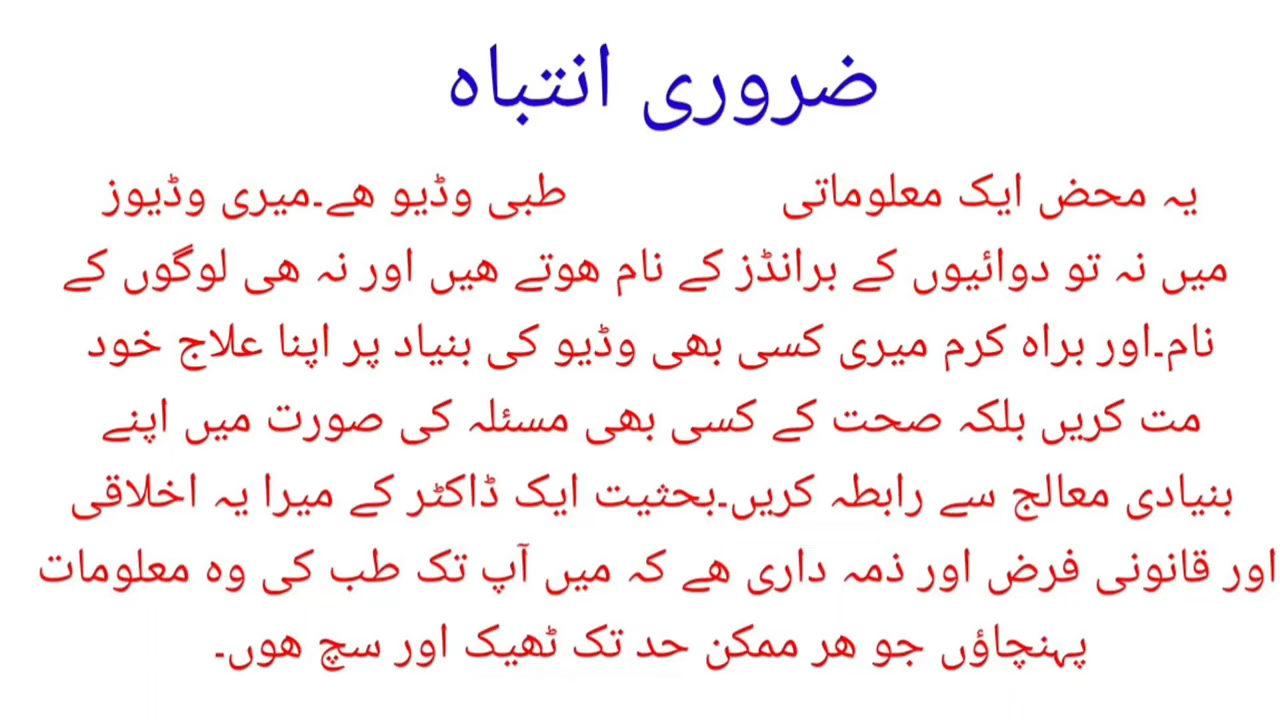 ضروری انتباہ
یہ محض ایک معلوماتی طبی وڈیو ھے۔میری وڈیوز
میں نہ تو دوائیوں کے برانڈز کے نام ھوتے ھیں اور نہ ھی لوگوں کے
نام۔اور براہ کرم میری کسی بھی وڈیو کی بنیاد پر اپنا علاج خود
مت کریں بلکہ صحت کے کسی بھی مسئلہ کی صورت میں اپنے
بنیادی معالج سے رابطہ کریں۔بحثیت ایک ڈاکٹر کے میرا یہ اخلاقی
اور قانونی فرض اور ذمہ داری ھے کہ میں آپ تک طب کی وہ معلومات
پہنچاؤں جو ھر ممکن حد تک ٹھیک اور سچ ھوں۔